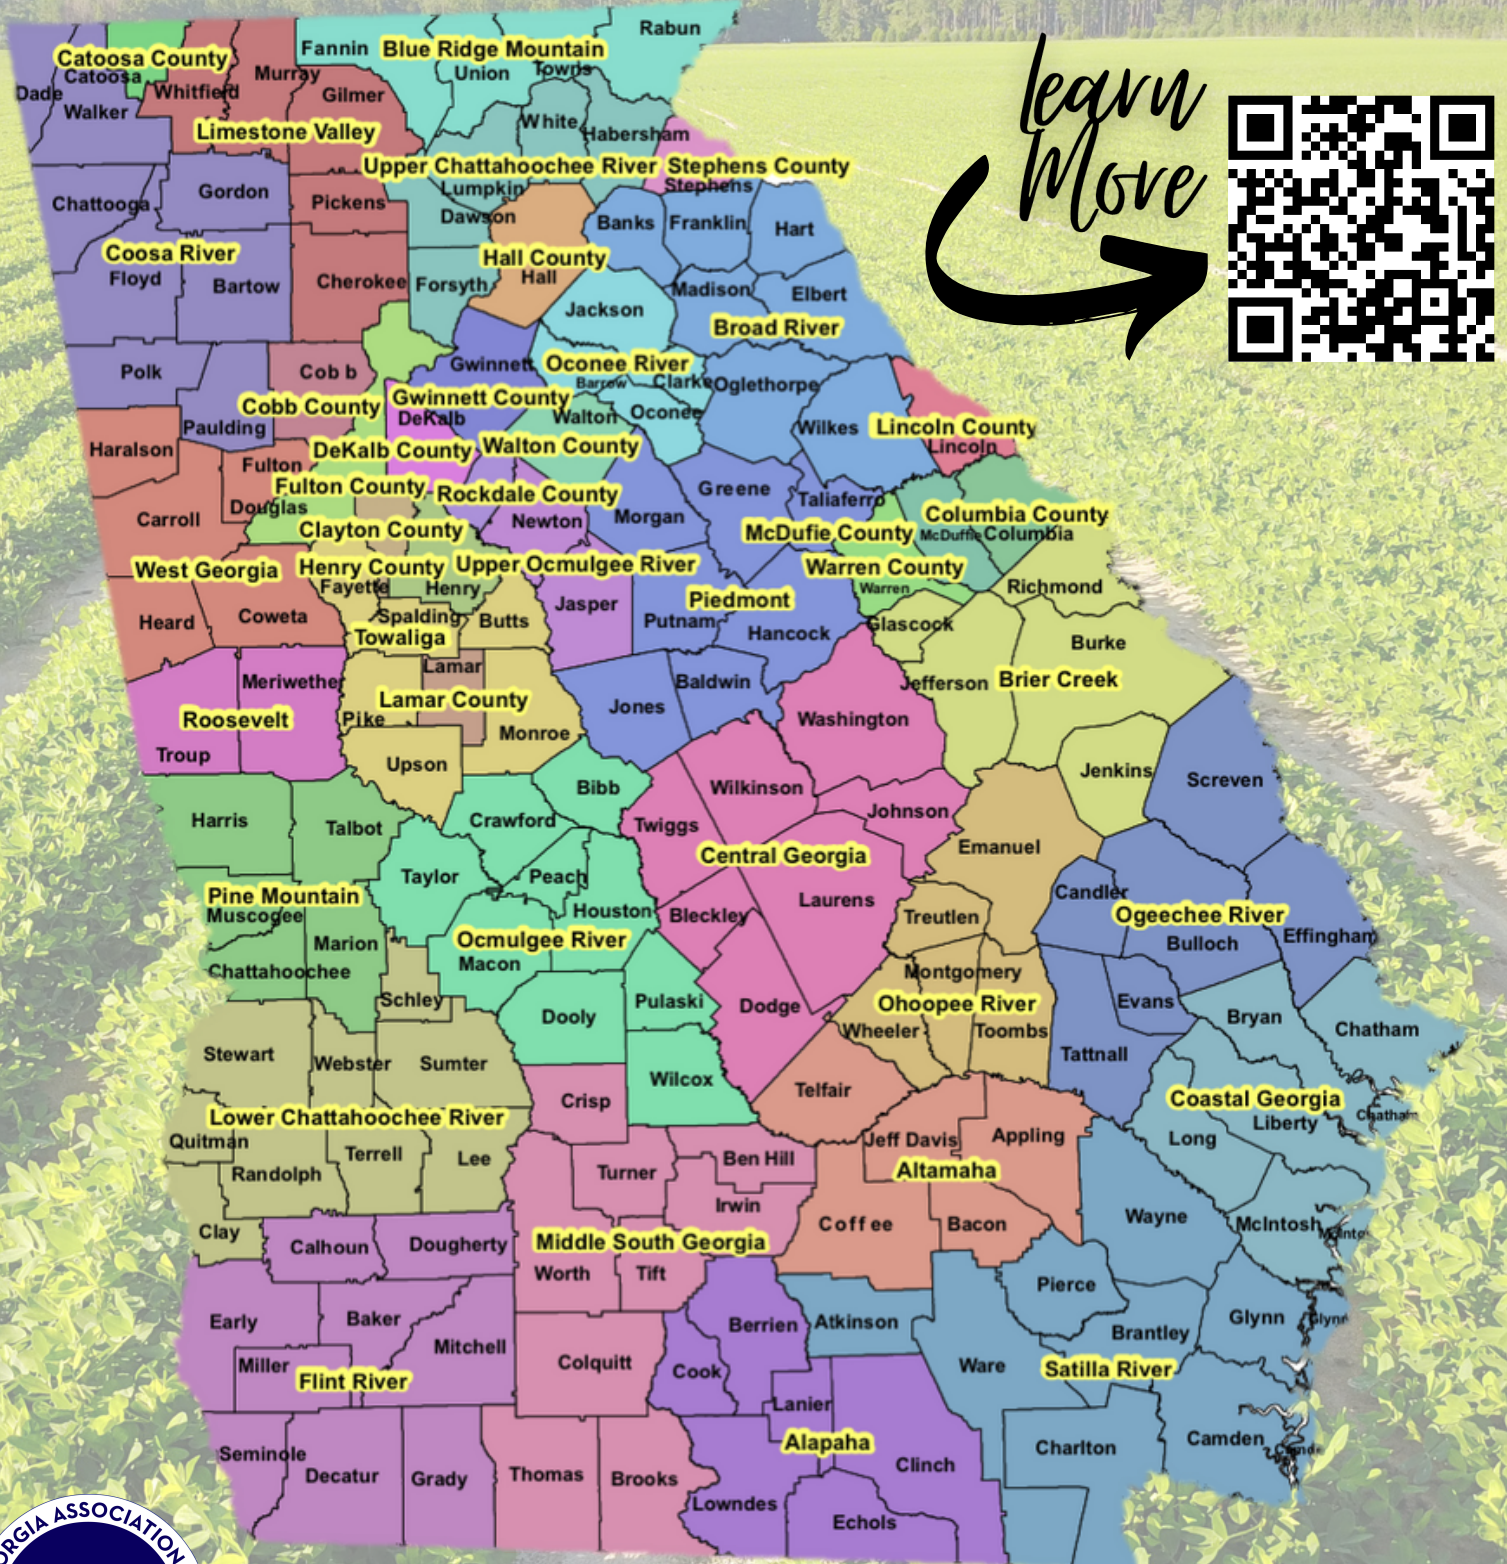 learn
More
Rabun
Fannin
Blue Ridge Mountain
Catoosa County
Towns
Union
Catoosa
Murray
Dade
Whitfield
Gilmer
Walker
White
Limestone Valley
Habersham
Upper Chattahoochee River
Stephens County
Stephens
Lumpkin
Gordon
Chattooga
Pickens
Dawson
Banks
Franklin
Hart
Coosa River
Hall County
Floyd
Hall
Cherokee
Forsyth
Bartow
Madison
Elbert
Jackson
Broad River
Gwinnett
Oconee River
Polk
Cobb
Barrow
Clarke
Oglethorpe
Gwinnett County
Cobb County
Oconee
DeKalb
Walton
Paulding
Wilkes
Lincoln County
Haralson
DeKalb County
Walton County
Lincoln
Fulton
Fulton County
Rockdale County
Greene
Taliaferro
Douglas
Columbia County
Carroll
Newton
Morgan
Clayton County
McDufie County
McDuffie
Columbia
West Georgia
Henry County
Upper Ocmulgee River
Warren County
Fayette
Henry
Warren
Richmond
Jasper
Piedmont
Heard
Coweta
Spalding
Butts
Putnam
Hancock
Glascock
Towaliga
Burke
Lamar
Meriwether
Baldwin
Jefferson
Brier Creek
Lamar County
Jones
Roosevelt
Pike
Washington
Monroe
Troup
Upson
Jenkins
Screven
Bibb
Wilkinson
Harris
Talbot
Crawford
Twiggs
Johnson
Central Georgia
Emanuel
Taylor
Peach
Pine Mountain
Candler
Laurens
Muscogee
Houston
Bleckley
Treutlen
Ogeechee River
Marion
Ocmulgee River
Bulloch
Effingham
Chattahoochee
Macon
Montgomery
Schley
Pulaski
Dodge
Ohoopee River
Evans
Dooly
Bryan
Wheeler
Toombs
Chatham
Stewart
Webster
Sumter
Tattnall
Wilcox
Telfair
Crisp
Coastal Georgia
Lower Chattahoochee River
Chatham
Liberty
Quitman
Jeff Davis
Appling
Long
Terrell
Lee
Ben Hill
Randolph
Turner
Altamaha
Irwin
Clay
Coffee
Bacon
Wayne
McIntosh
Calhoun
Dougherty
Middle South Georgia
Worth
Tift
Pierce
Early
Baker
Berrien
Atkinson
Glynn
Glynn
Mitchell
Brantley
Miller
Colquitt
Cook
Ware
Satilla River
Flint River
Lanier
Alapaha
Camden
Seminole
Charlton
Decatur
Grady
Thomas
Brooks
Clinch
Lowndes
Echols
ASSOCIATION